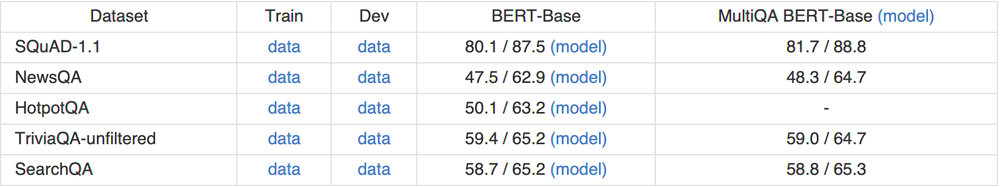 Dataset Train Dev BERT-Base MultiQA BERT-Base (model)
SQuAD-1.1 data data 80.1 / 87.5 (model) 81.7 / 88.8
NewsQA data data 47.5 / 62.9 (model) 48.3 / 64.7
HotpotQA data data 50.1 / 63.2 (model) -
TriviaQA-unfiltered data data 59.4 / 65.2 (model) 59.0 / 64.7
SearchQA data data 58.7 / 65.2 (model) 58.8 / 65.3